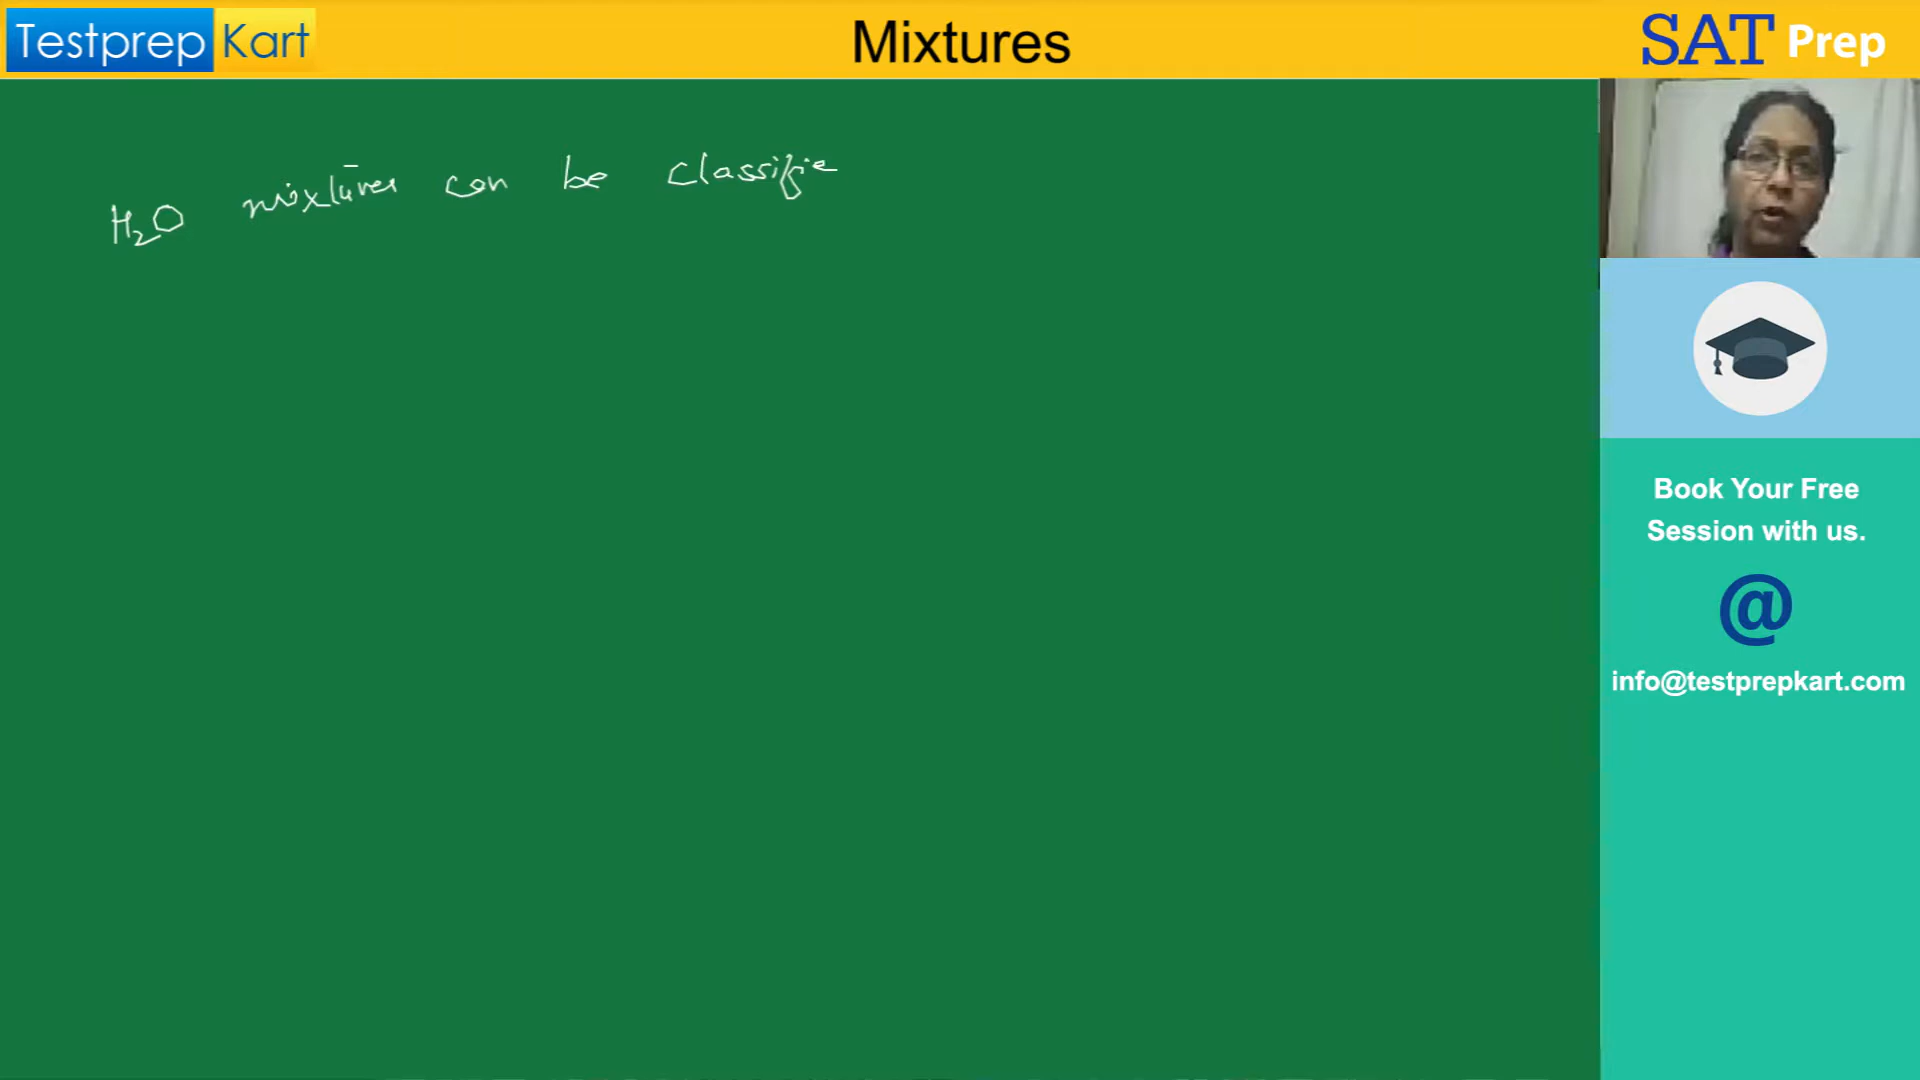 Testprep Kart
Mixtures
SAT Prep
H₂O mixtures can be classifie
Book Your Free
Session with us.
@
info@testprepkart.com